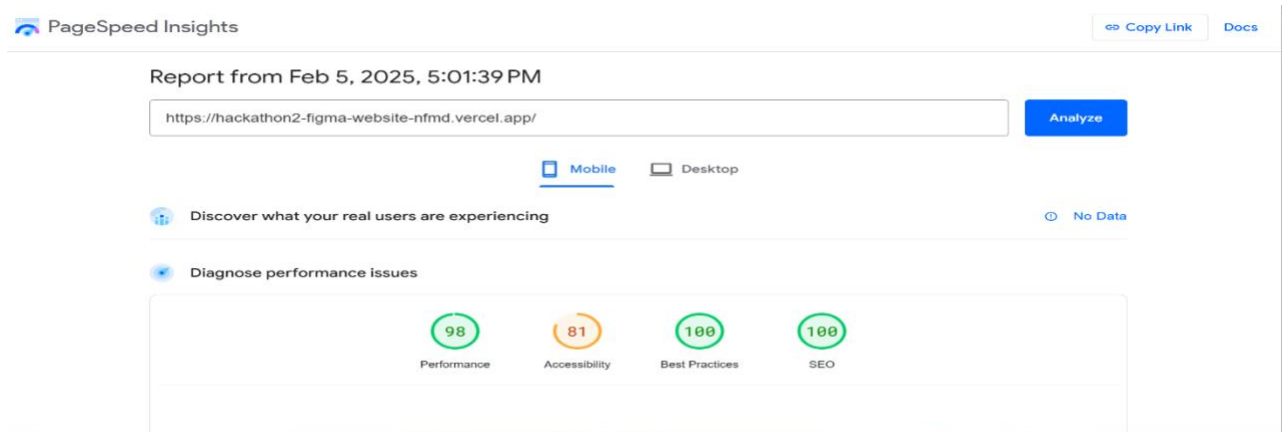 PageSpeed Insights
Copy Link Docs
Report from Feb 5, 2025, 5:01:39 PM
https://hackathon2-figma-website-nfmd.vercel.app/
Analyze
Mobile Desktop
Discover what your real users are experiencing
No Data
Diagnose performance issues
98 81 100 100
Performance Accessibility Best Practices SEO